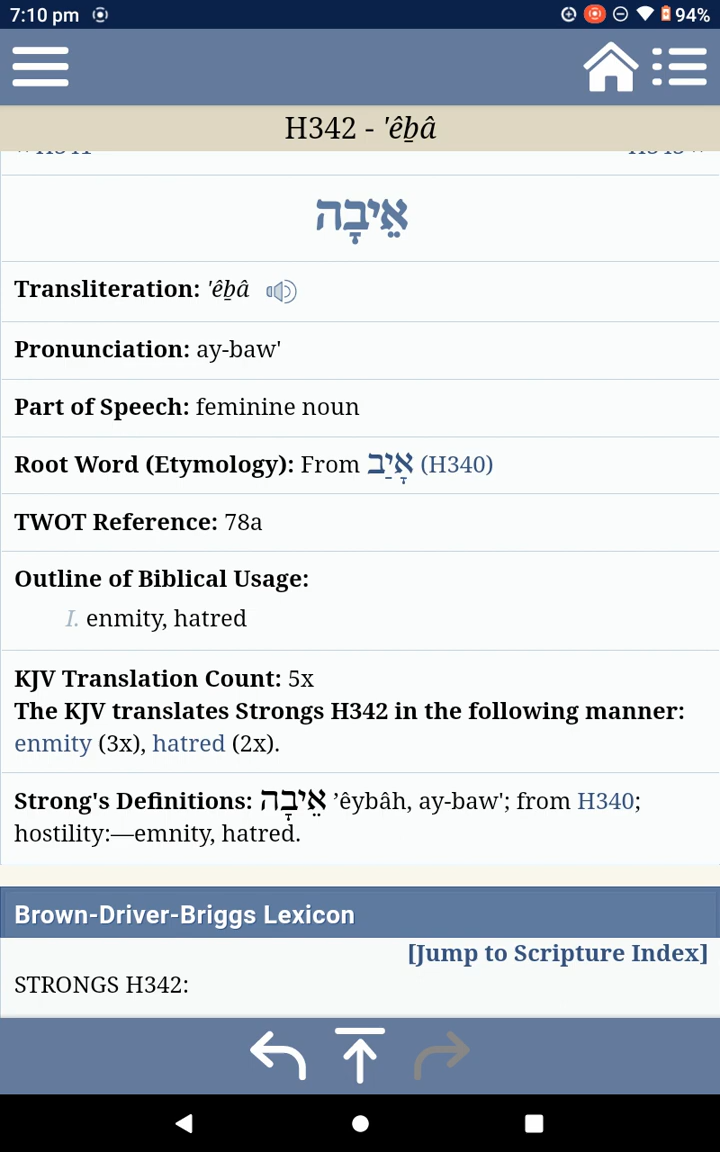 7:10 pm 94%
H342 - 'êḇâ
אֵיבָה
Transliteration: 'êḇâ
Pronunciation: ay-baw'
Part of Speech: feminine noun
Root Word (Etymology): From אָיַב (H340)
TWOT Reference: 78a
Outline of Biblical Usage:
I. enmity, hatred
KJV Translation Count: 5x
The KJV translates Strongs H342 in the following manner:
enmity (3x), hatred (2x).
Strong's Definitions: אֵיבָה ʼêybâh, ay-baw'; from H340;
hostility:—emnity, hatred.
Brown-Driver-Briggs Lexicon
[Jump to Scripture Index]
STRONGS H342: